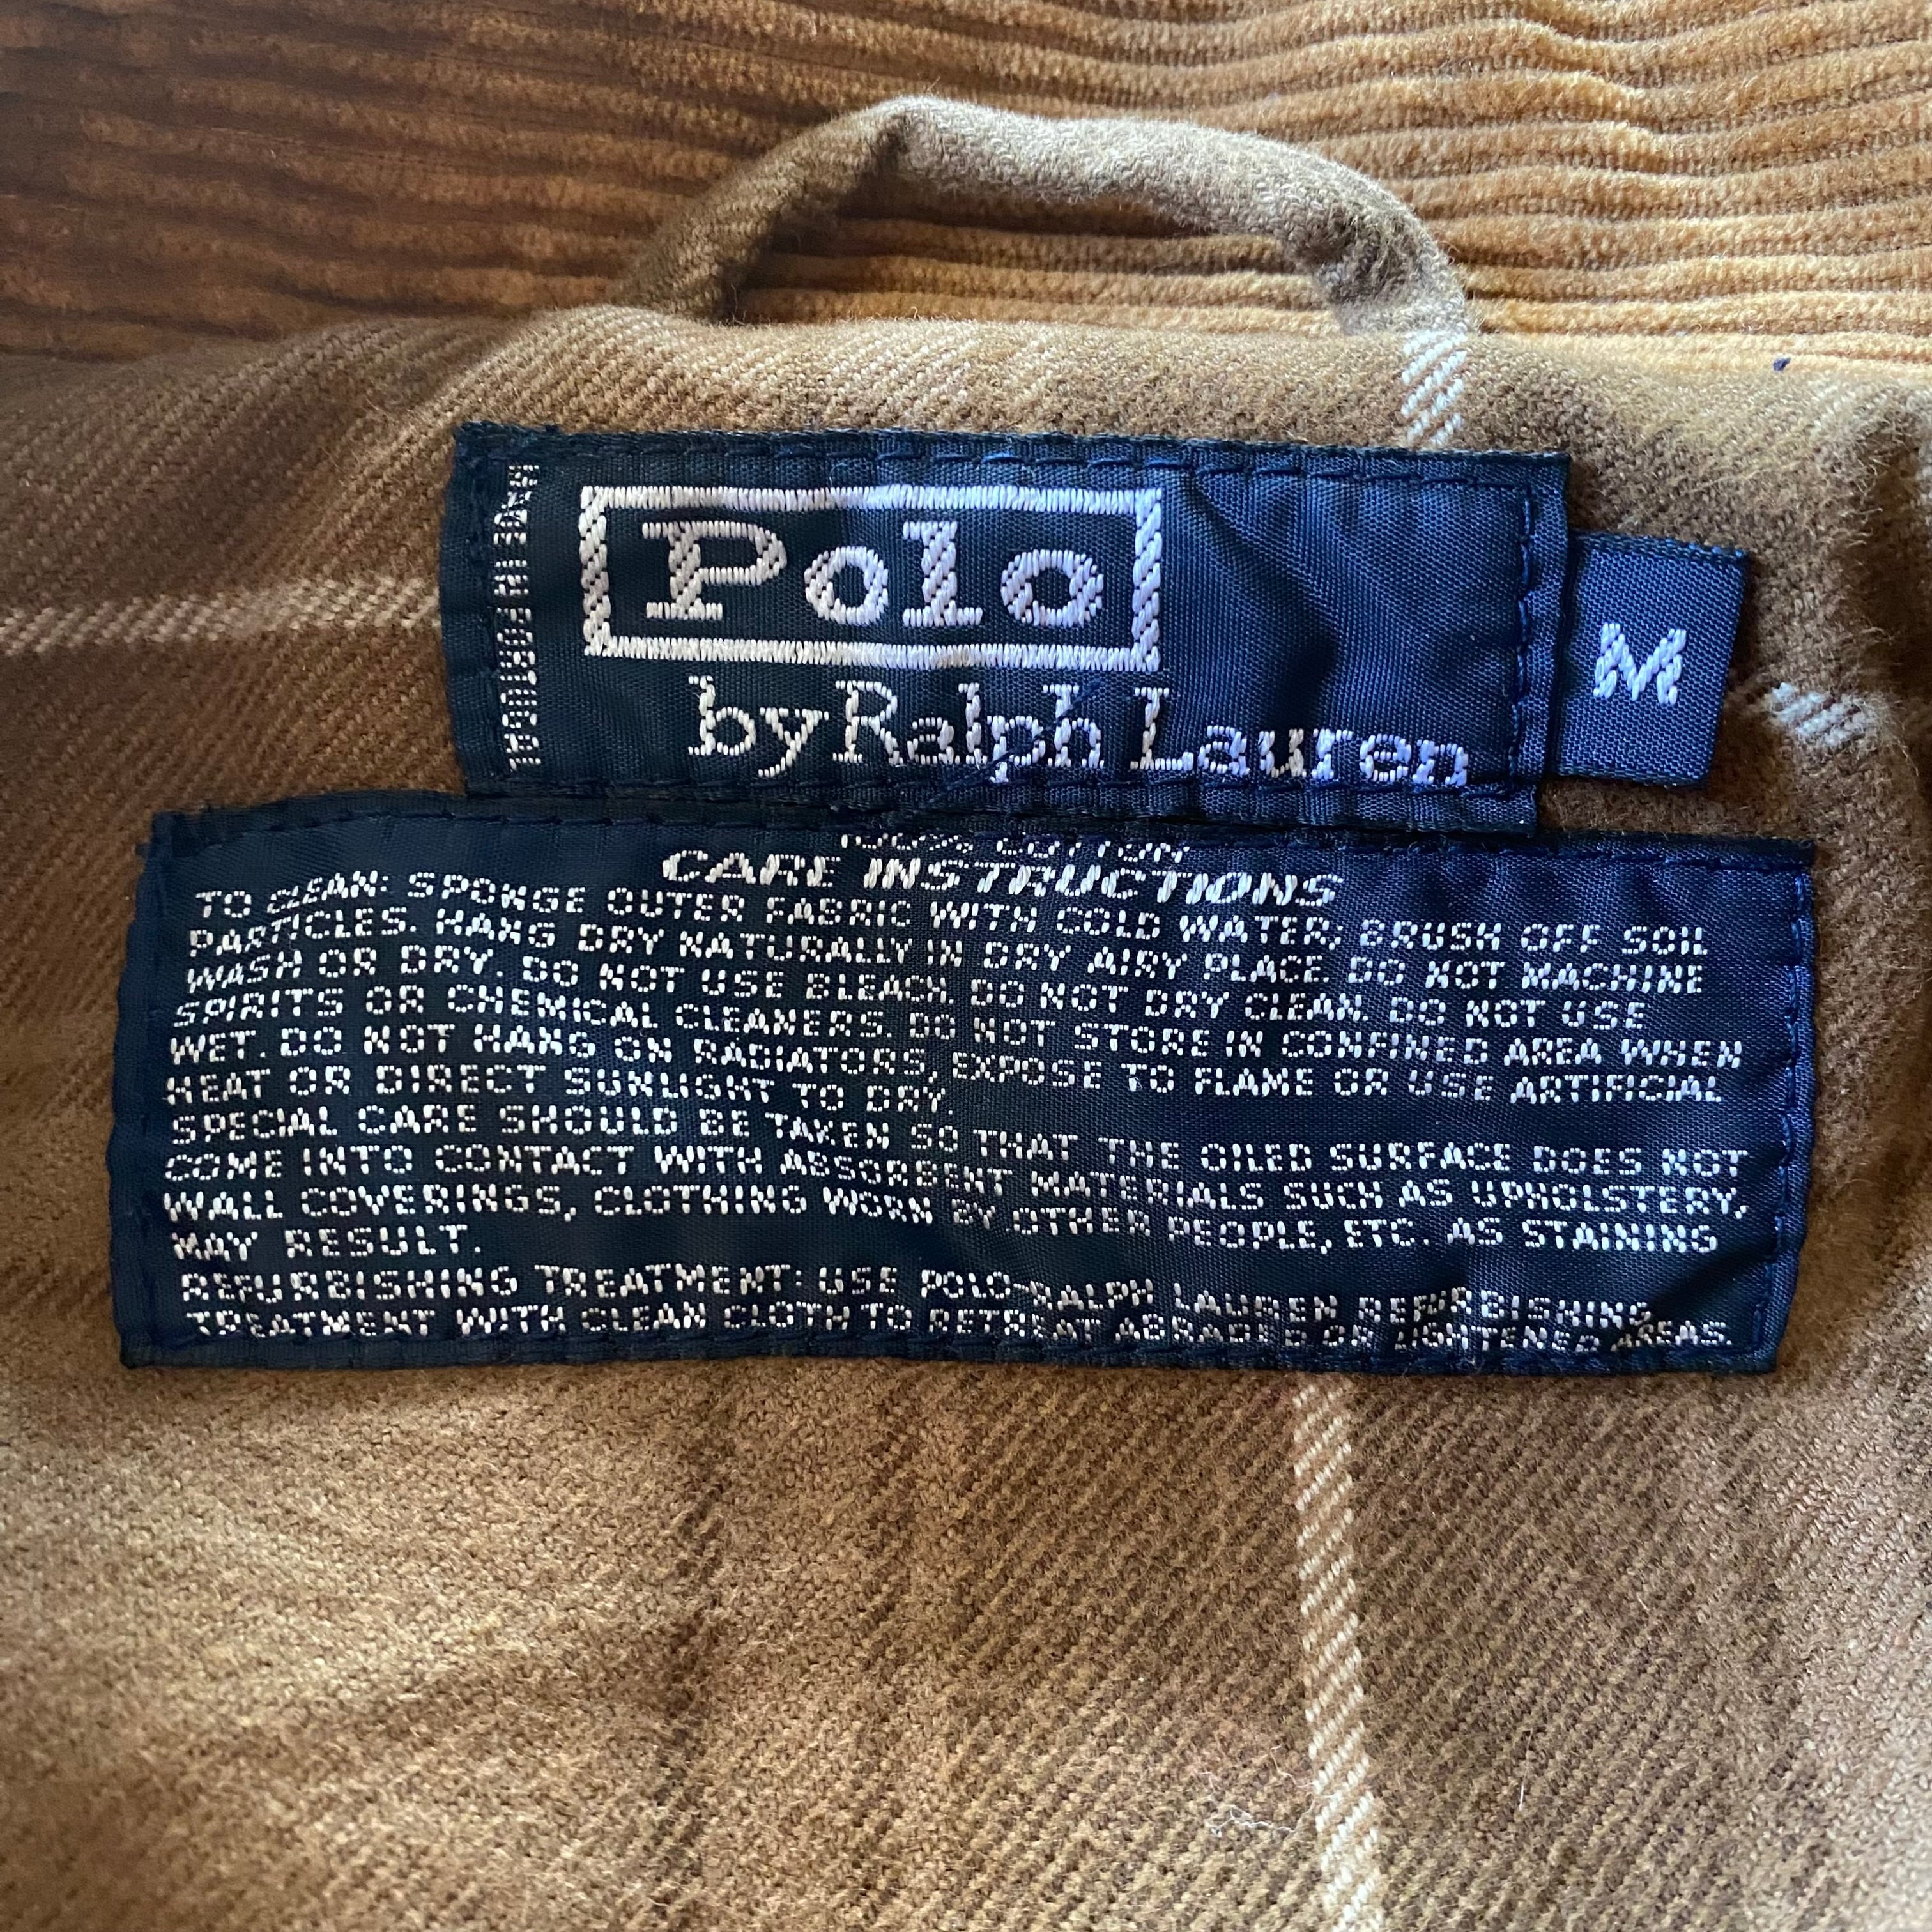 MADE IN PORTUGAL
Polo
by Ralph Lauren
M
100% COTTON
CARE INSTRUCTIONS
TO CLEAN: SPONGE OUTER FABRIC WITH COLD WATER; BRUSH OFF SOIL
PARTICLES. HANG DRY NATURALLY IN DRY AIRY PLACE. DO NOT MACHINE
WASH OR DRY. DO NOT USE BLEACH. DO NOT DRY CLEAN. DO NOT USE
SPIRITS OR CHEMICAL CLEANERS. DO NOT STORE IN CONFINED AREA WHEN
WET. DO NOT HANG ON RADIATORS, EXPOSE TO FLAME OR USE ARTIFICIAL
HEAT OR DIRECT SUNLIGHT TO DRY.
SPECIAL CARE SHOULD BE TAKEN SO THAT THE OILED SURFACE DOES NOT
COME INTO CONTACT WITH ABSORBENT MATERIALS SUCH AS UPHOLSTERY,
WALL COVERINGS, CLOTHING WORN BY OTHER PEOPLE, ETC. AS STAINING
MAY RESULT.
REFURBISHING TREATMENT: USE POLO-RALPH LAUREN REFURBISHING
TREATMENT WITH CLEAN CLOTH TO RETREAT ABRADED OR LIGHTENED AREAS.